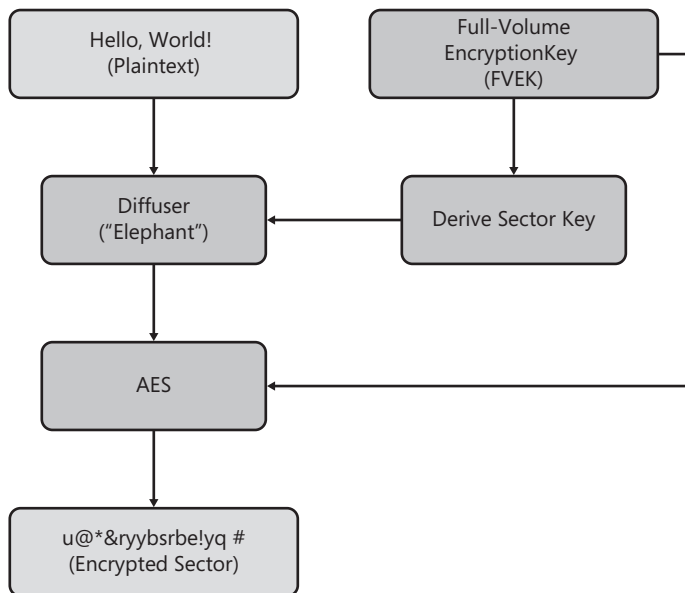 Hello, World!
(Plaintext)
Full-Volume
EncryptionKey
(FVEK)
Diffuser
(“Elephant”)
Derive Sector Key
AES
u@*&ryybsrbe!yq #
(Encrypted Sector)